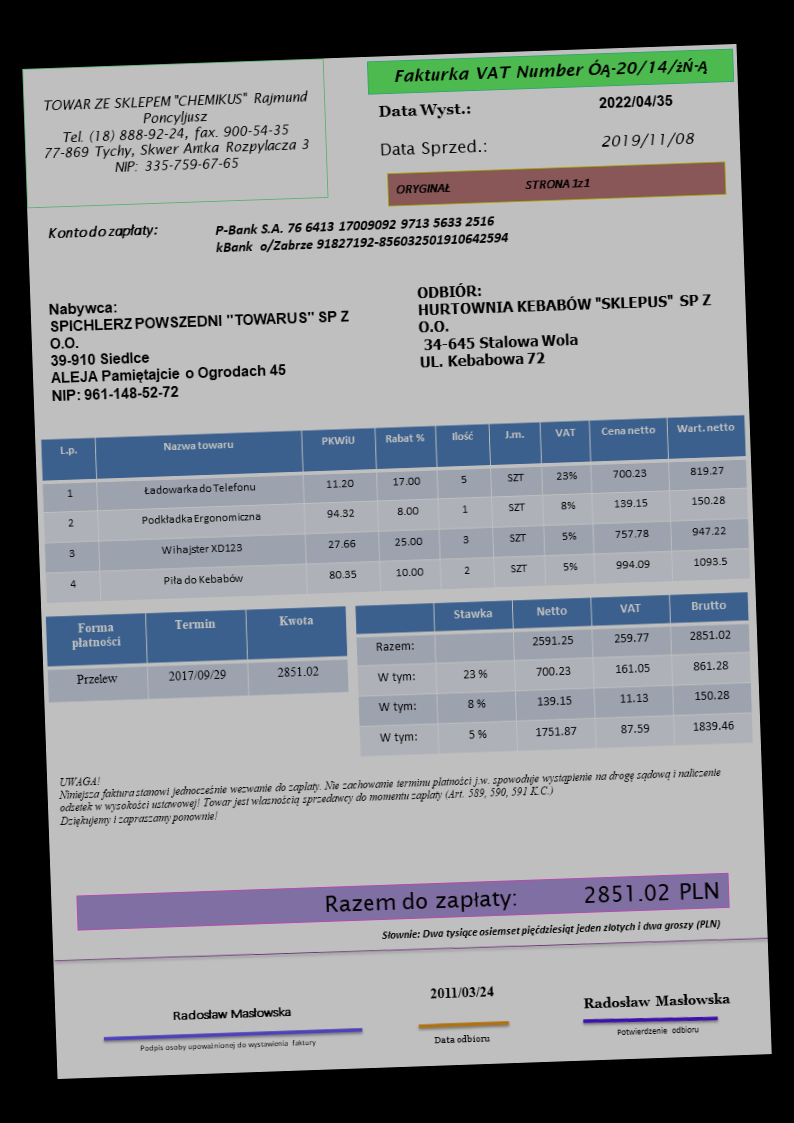 TOWAR ZE SKLEPEM "CHEMIKUS" Rajmund
Poncyljusz
Tel. (18) 888-92-24, fax. 900-54-35
77-869 Tychy, Skwer Antka Rozpylacza 3
NIP: 335-759-67-65
Fakturka VAT Number ÓĄ-20/14/żŃ-Ą
Data Wyst.: 2022/04/35
Data Sprzed.: 2019/11/08
ORYGINAŁ STRONA 1z1
Konto do zapłaty: P-Bank S.A. 76 6413 17009092 9713 5633 2516
kBank o/Zabrze 91827192-856032501910642594
Nabywca:
SPICHLERZ POWSZEDNI "TOWARUS" SP Z
O.O.
39-910 Siedlce
ALEJA Pamiętajcie o Ogrodach 45
NIP: 961-148-52-72
ODBIÓR:
HURTOWNIA KEBABÓW "SKLEPUS" SP Z
O.O.
34-645 Stalowa Wola
UL. Kebabowa 72
L.p. Nazwa towaru PKWiU Rabat % Ilość J.m. VAT Cena netto Wart. netto
1 Ładowarka do Telefonu 11.20 17.00 5 SZT 23% 700.23 819.27
2 Podkładka Ergonomiczna 94.32 8.00 1 SZT 8% 139.15 150.28
3 Wihajster XD123 27.66 25.00 3 SZT 5% 757.78 947.22
4 Piła do Kebabów 80.35 10.00 2 SZT 5% 994.09 1093.5
Forma płatności Termin Kwota
Przelew 2017/09/29 2851.02
Stawka Netto VAT Brutto
Razem: 2591.25 259.77 2851.02
W tym: 23 % 700.23 161.05 861.28
W tym: 8 % 139.15 11.13 150.28
W tym: 5 % 1751.87 87.59 1839.46
UWAGA!
Niniejsza faktura stanowi jednocześnie wezwanie do zapłaty. Nie zachowanie terminu płatności j.w. spowoduje wystąpienie na drogę sądową i naliczenie
odsetek w wysokości ustawowej! Towar jest własnością sprzedawcy do momentu zapłaty (Art. 589, 590, 591 K.C.)
Dziękujemy i zapraszamy ponownie!
Razem do zapłaty: 2851.02 PLN
Słownie: Dwa tysiące osiemset pięćdziesiąt jeden złotych i dwa groszy (PLN)
Radosław Masłowska
Podpis osoby upoważnionej do wystawienia faktury
2011/03/24
Data odbioru
Radosław Masłowska
Potwierdzenie odbioru